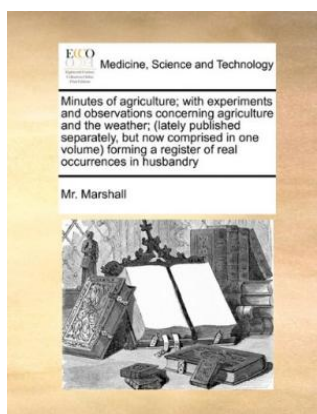 ECCO
Medicine, Science and Technology
Minutes of agriculture; with experiments
and observations concerning agriculture
and the weather; (lately published
separately, but now comprised in one
volume) forming a register of real
occurrences in husbandry
Mr. Marshall